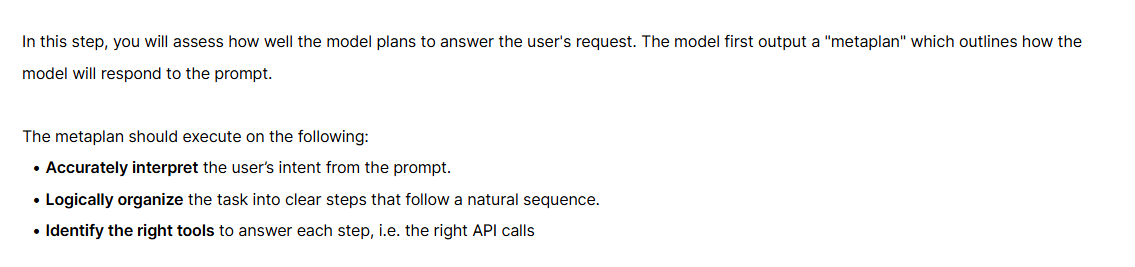 In this step, you will assess how well the model plans to answer the user's request. The model first output a "metaplan" which outlines how the
model will respond to the prompt.
The metaplan should execute on the following:
• Accurately interpret the user’s intent from the prompt.
• Logically organize the task into clear steps that follow a natural sequence.
• Identify the right tools to answer each step, i.e. the right API calls